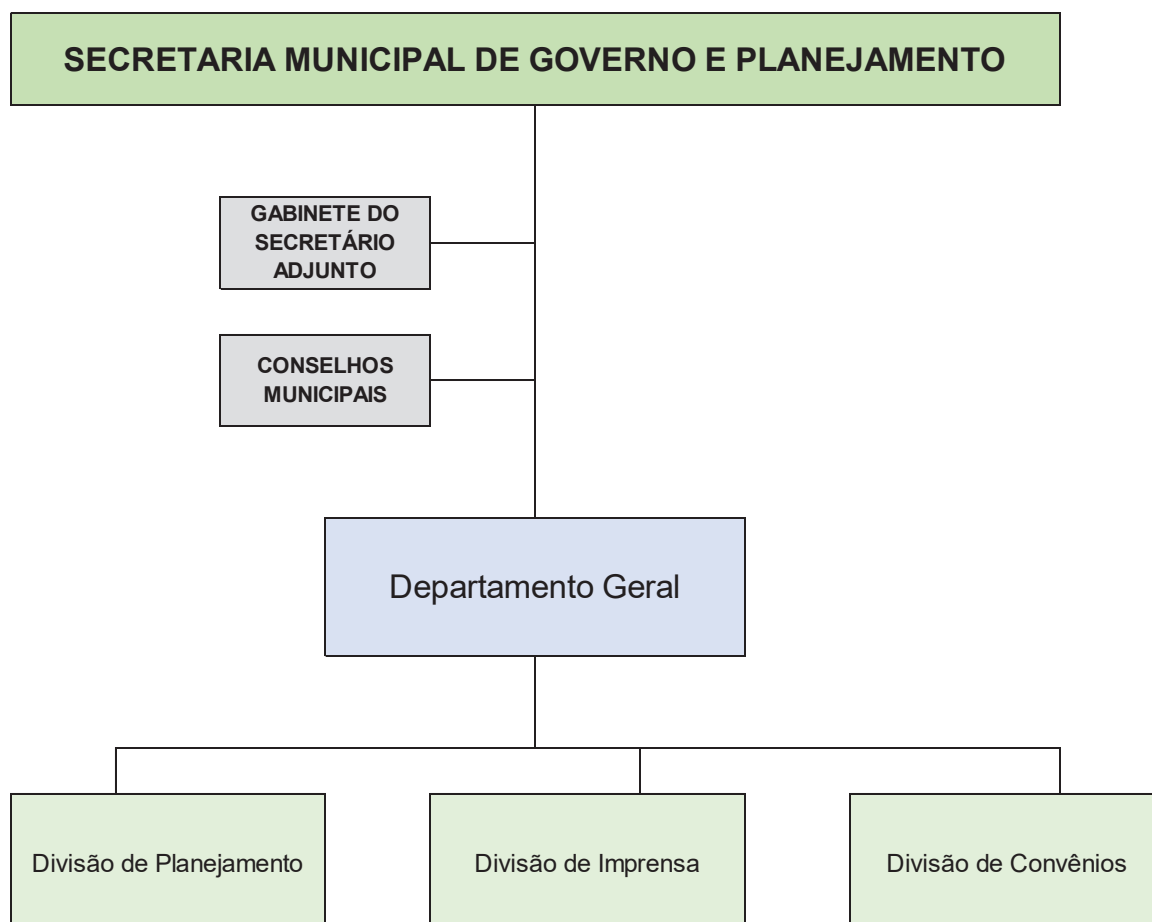 SECRETARIA MUNICIPAL DE GOVERNO E PLANEJAMENTO
GABINETE DO
SECRETÁRIO
ADJUNTO
CONSELHOS
MUNICIPAIS
Departamento Geral
Divisão de Planejamento
Divisão de Imprensa
Divisão de Convênios